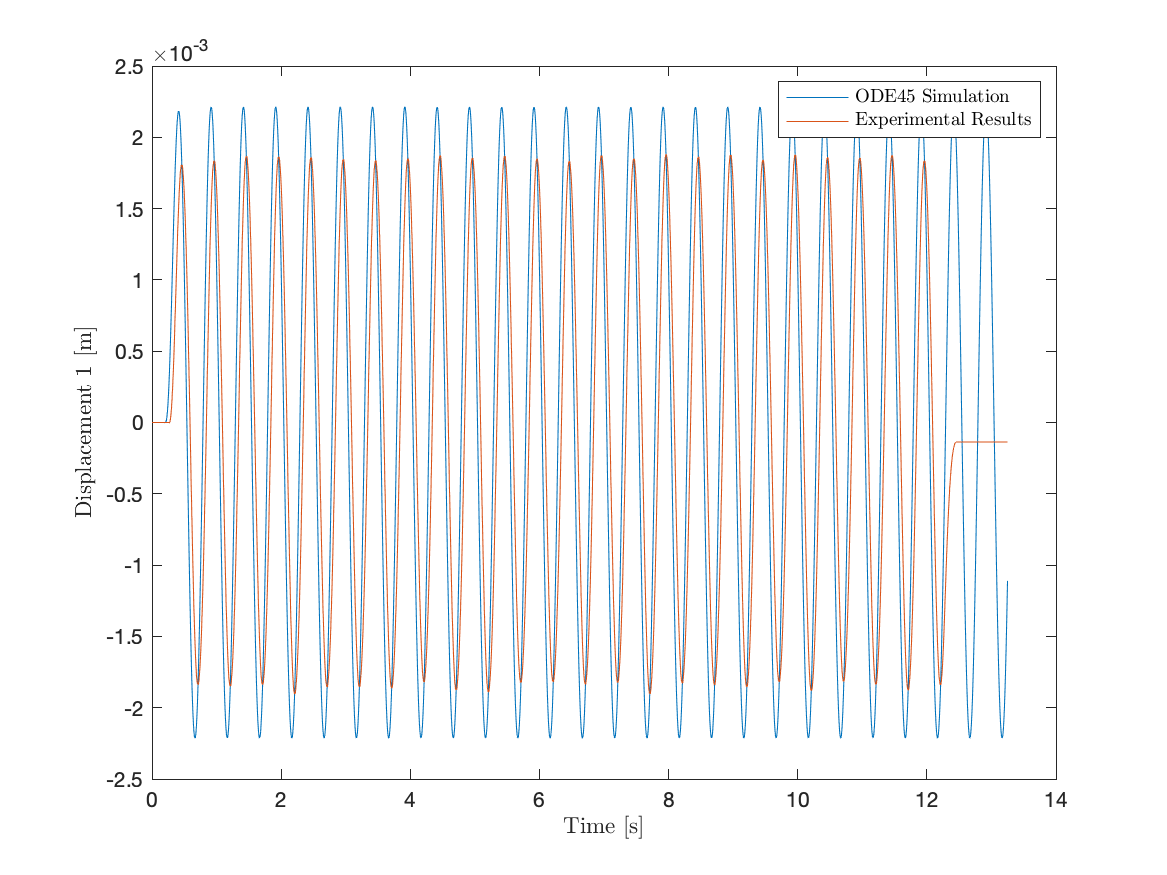 ×10-3
2.5
2
1.5
1
0.5
0
-0.5
-1
-1.5
-2
-2.5
0 2 4 6 8 10 12 14
Time [s]
Displacement 1 [m]
ODE45 Simulation
Experimental Results